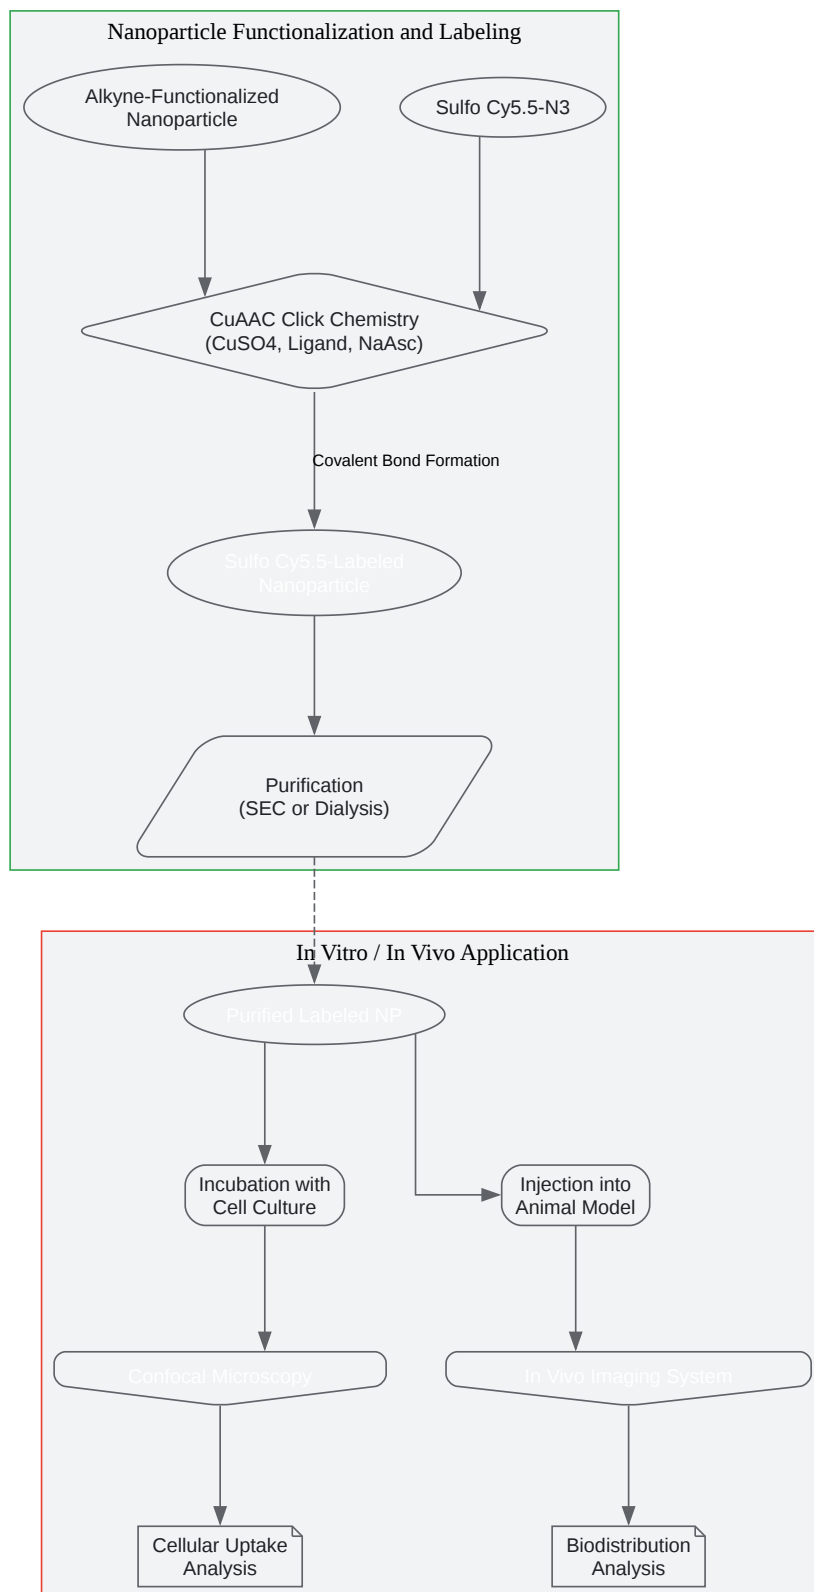 Nanoparticle Functionalization and Labeling
Alkyne-Functionalized
Nanoparticle
Sulfo Cy5.5-N3
CuAAC Click Chemistry
(CuSO4, Ligand, NaAsc)
Covalent Bond Formation
Sulfo Cy5.5-Labeled
Nanoparticle
Purification
(SEC or Dialysis)
In Vitro / In Vivo Application
Purified Labeled NP
Incubation with
Cell Culture
Injection into
Animal Model
Confocal Microscopy
In Vivo Imaging System
Cellular Uptake
Analysis
Biodistribution
Analysis